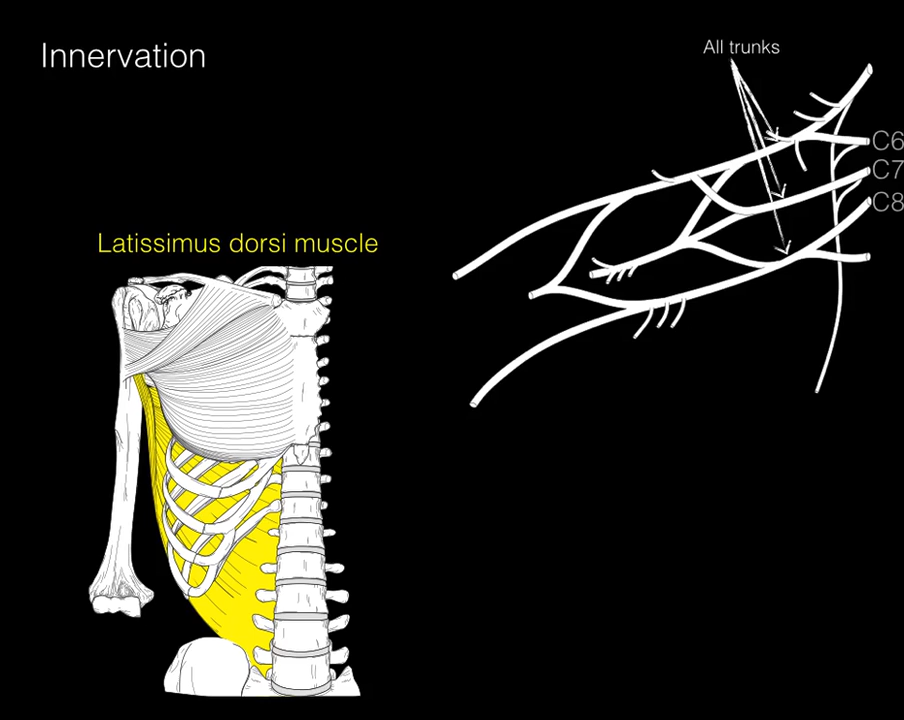 Innervation
All trunks
C6
C7
C8
Latissimus dorsi muscle